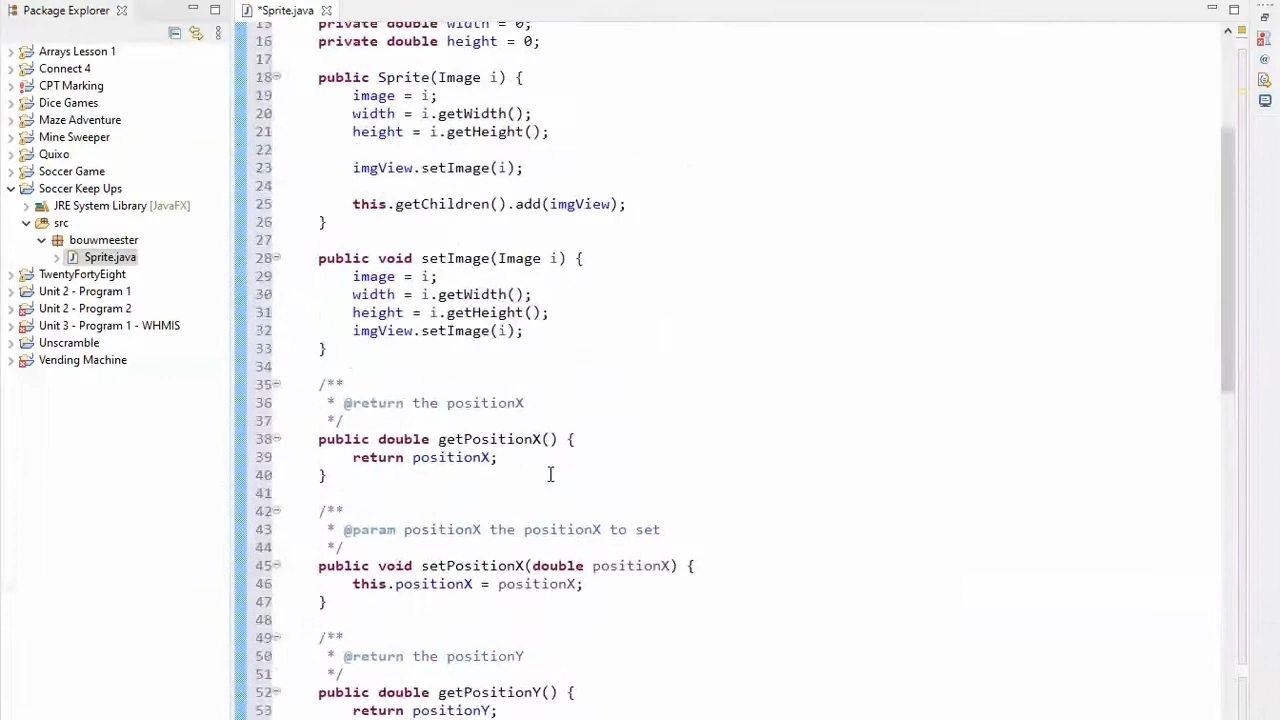 Package Explorer
*Sprite.java
Arrays Lesson 1
Connect 4
CPT Marking
Dice Games
Maze Adventure
Mine Sweeper
Quixo
Soccer Game
Soccer Keep Ups
JRE System Library [JavaFX]
src
bouwmeester
Sprite.java
TwentyFortyEight
Unit 2 - Program 1
Unit 2 - Program 2
Unit 3 - Program 1 - WHMIS
Unscramble
Vending Machine
15 private double width = 0;
16 private double height = 0;
17
18 public Sprite(Image i) {
19 image = i;
20 width = i.getWidth();
21 height = i.getHeight();
22
23 imgView.setImage(i);
24
25 this.getChildren().add(imgView);
26 }
27
28 public void setImage(Image i) {
29 image = i;
30 width = i.getWidth();
31 height = i.getHeight();
32 imgView.setImage(i);
33 }
34
35 /**
36 * @return the positionX
37 */
38 public double getPositionX() {
39 return positionX;
40 }
41
42 /**
43 * @param positionX the positionX to set
44 */
45 public void setPositionX(double positionX) {
46 this.positionX = positionX;
47 }
48
49 /**
50 * @return the positionY
51 */
52 public double getPositionY() {
53 return positionY;